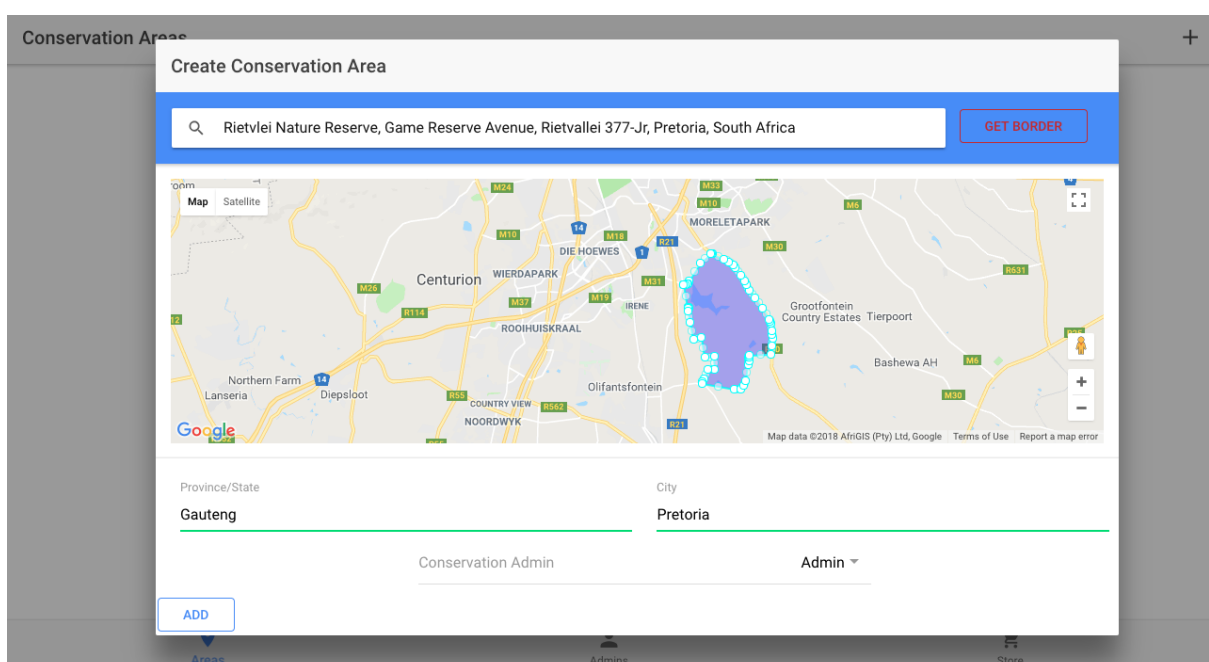 Conservation Areas
+
Create Conservation Area
Rietvlei Nature Reserve, Game Reserve Avenue, Rietvallei 377-Jr, Pretoria, South Africa
GET BORDER
Map Satellite
M24
M33
M10
M6
MORELETAPARK
14
M10
M18
DIE HOEWES
1
R21
M30
Centurion
WIERDAPARK
M31
R631
M26
M37
M19
IRENE
Grootfontein
Country Estates
Tierpoort
R114
12
ROOIHUISKRAAL
Bashewa AH
M6
Northern Farm
14
Olifantsfontein
Lanseria
Diepsloot
R55
COUNTRY VIEW
R562
M30
NOORDWYK
R21
+
−
Google
Map data ©2018 AfriGIS (Pty) Ltd, Google Terms of Use Report a map error
Province/State
City
Gauteng
Pretoria
Conservation Admin
Admin
ADD
Areas
Admins
Store